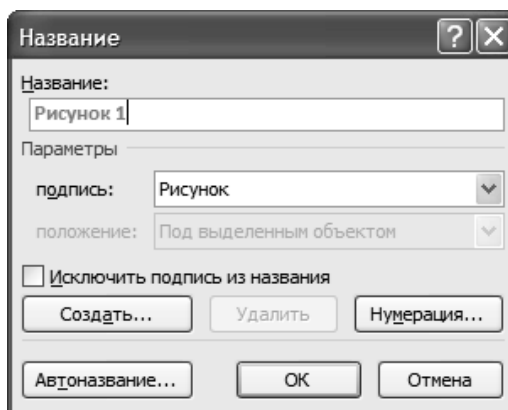 Название
Название:
Рисунок 1
Параметры
подпись: Рисунок
положение: Под выделенным объектом
Исключить подпись из названия
Создать... Удалить Нумерация...
Автоназвание... ОК Отмена